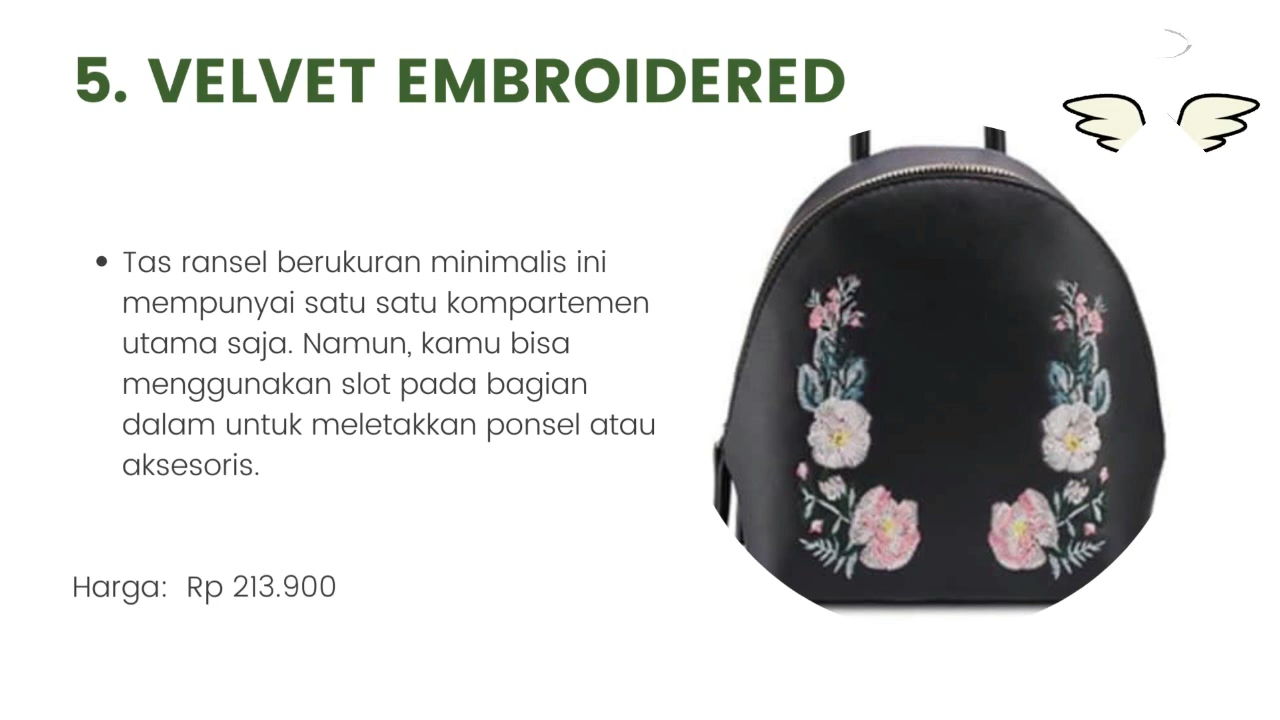 5. VELVET EMBROIDERED
Tas ransel berukuran minimalis ini
mempunyai satu satu kompartemen
utama saja. Namun, kamu bisa
menggunakan slot pada bagian
dalam untuk meletakkan ponsel atau
aksesoris.
Harga: Rp 213.900